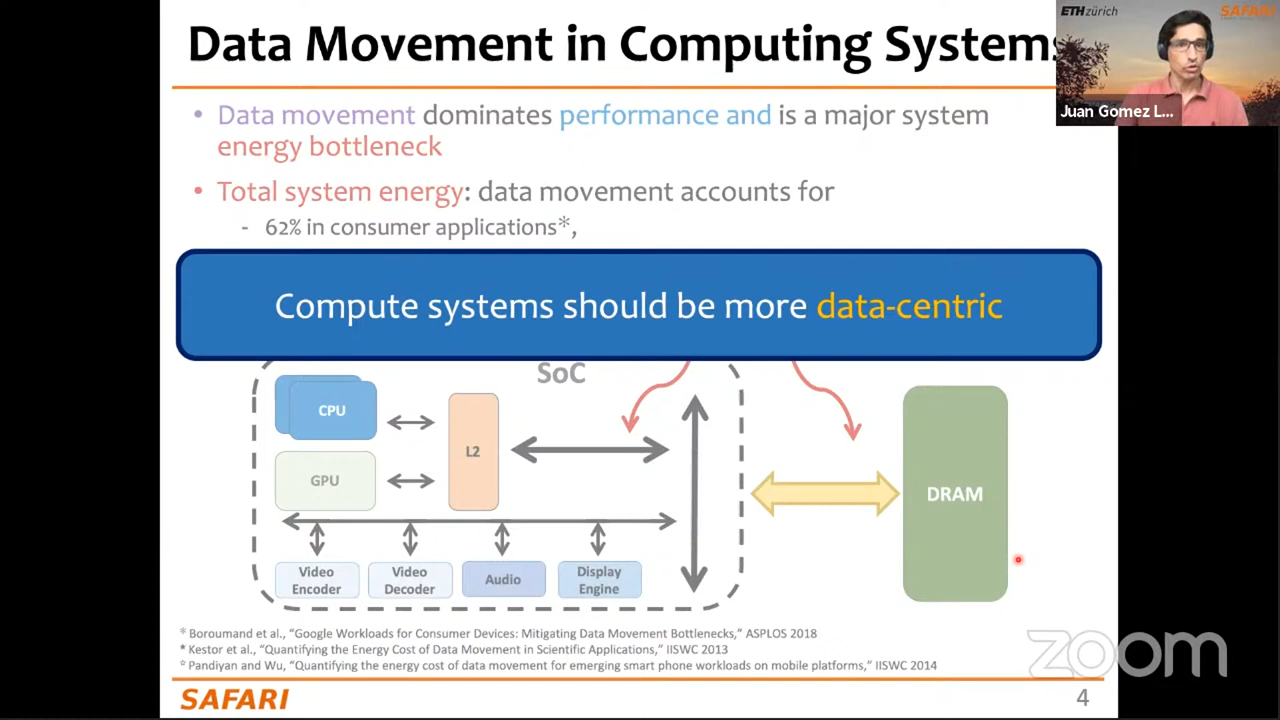 Data Movement in Computing Systems
ETHzürich
SAFARI
Juan Gomez L...
• Data movement dominates performance and is a major system
energy bottleneck
• Total system energy: data movement accounts for
- 62% in consumer applications*,
Compute systems should be more data-centric
SoC
CPU
L2
GPU
DRAM
Video
Encoder
Video
Decoder
Audio
Display
Engine
* Boroumand et al., “Google Workloads for Consumer Devices: Mitigating Data Movement Bottlenecks,” ASPLOS 2018
★ Kestor et al., “Quantifying the Energy Cost of Data Movement in Scientific Applications,” IISWC 2013
☆ Pandiyan and Wu, “Quantifying the energy cost of data movement for emerging smart phone workloads on mobile platforms,” IISWC 2014
zoom
SAFARI
4